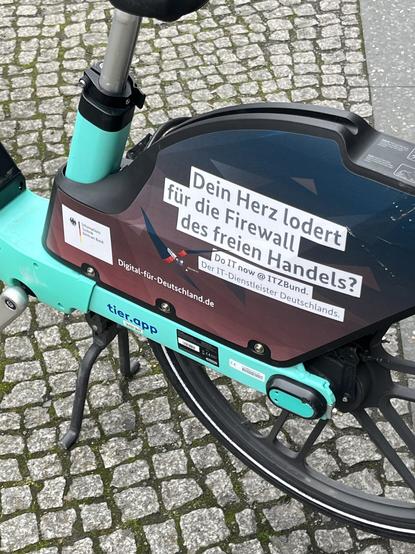 Dein Herz lodert
für die Firewall
des freien Handels?
Do IT now @ ITZBund.
Der IT-Dienstleister Deutschlands.
Digital-für-Deutschland.de
tier.app